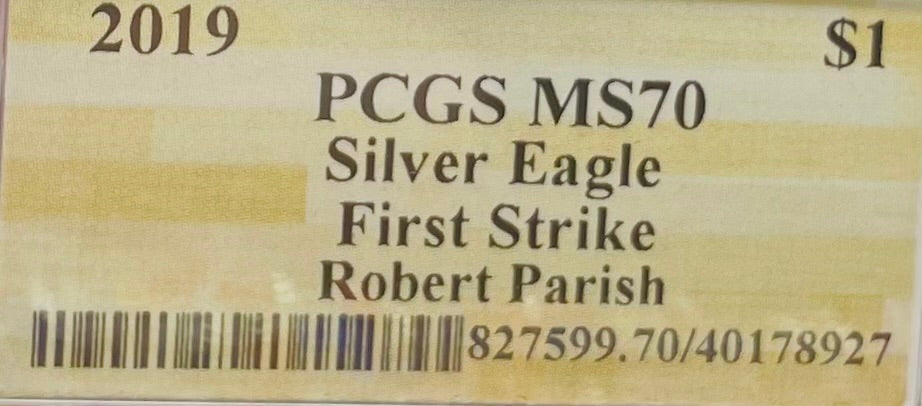 2019 $1
PCGS MS70
Silver Eagle
First Strike
Robert Parish
827599.70/40178927